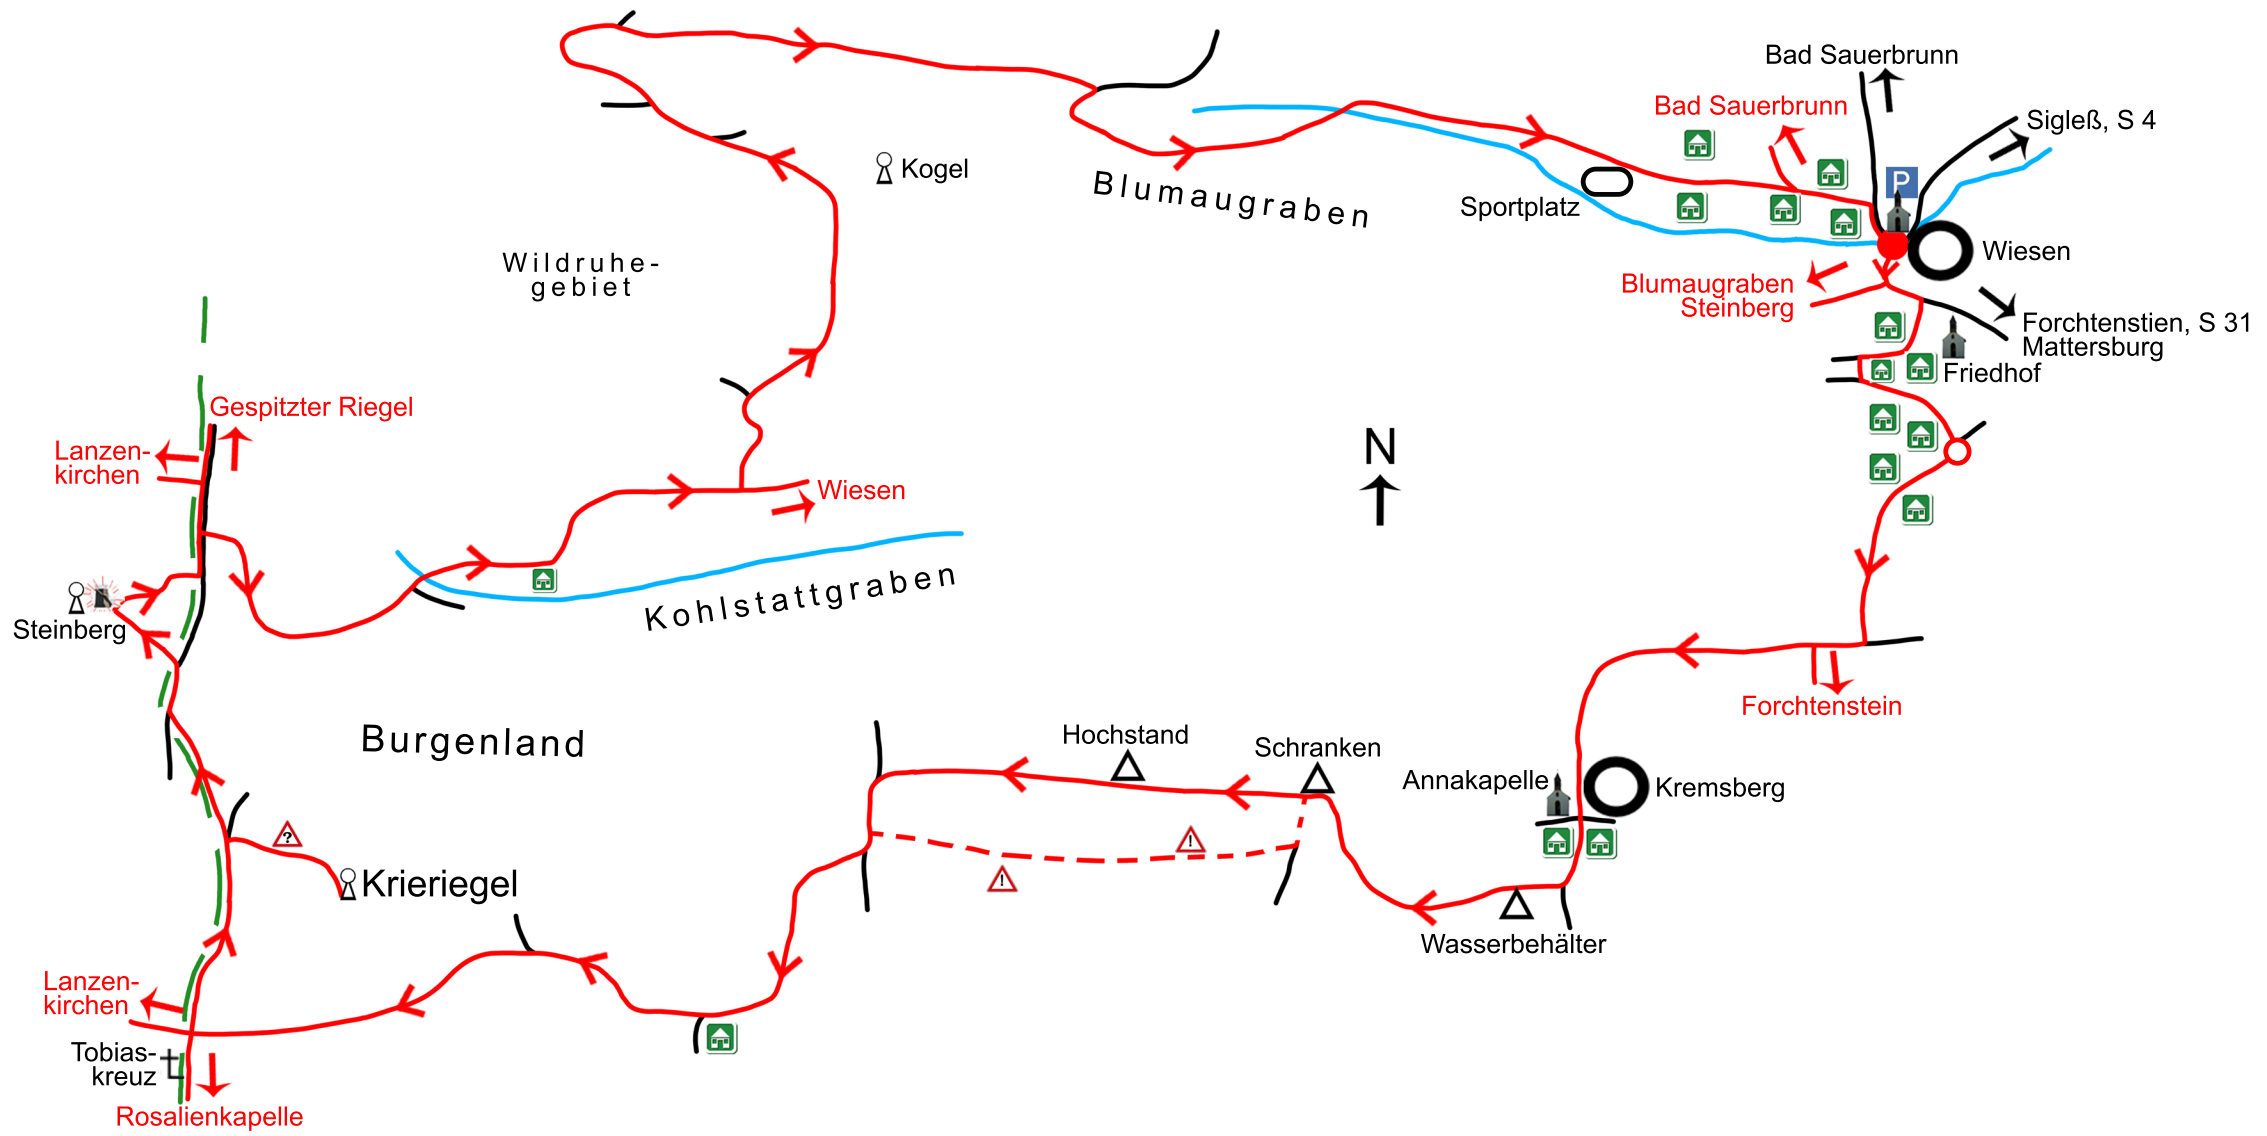 Bad Sauerbrunn
Bad Sauerbrunn
Sigleß, S 4
P
Kogel
Blumaugraben
Sportplatz
Wiesen
Wildruhe-
gebiet
Blumaugraben
Steinberg
Forchtenstien, S 31
Mattersburg
Friedhof
Gespitzter Riegel
Lanzen-
kirchen
N
Wiesen
Kohlstattgraben
Steinberg
Forchtenstein
Burgenland
Hochstand
Schranken
Annakapelle
Kremsberg
?
!
!
Krieriegel
Wasserbehälter
Lanzen-
kirchen
Tobias-
kreuz
Rosalienkapelle